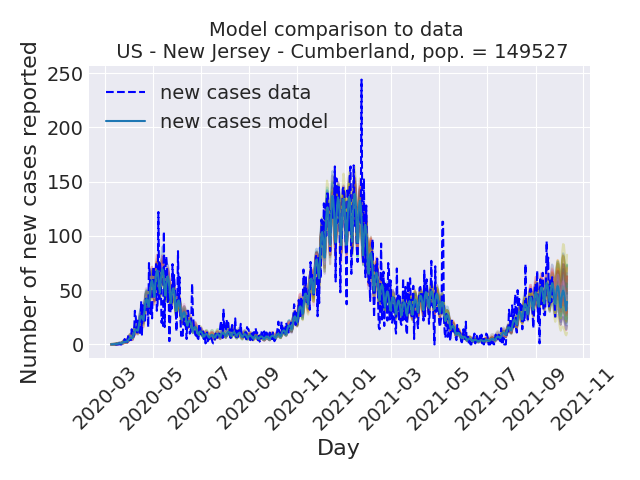 Model comparison to data
US - New Jersey - Cumberland, pop. = 149527
Number of new cases reported
250
200
150
100
50
0
new cases data
new cases model
2020-03
2020-05
2020-07
2020-09
2020-11
2021-01
2021-03
2021-05
2021-07
2021-09
2021-11
Day